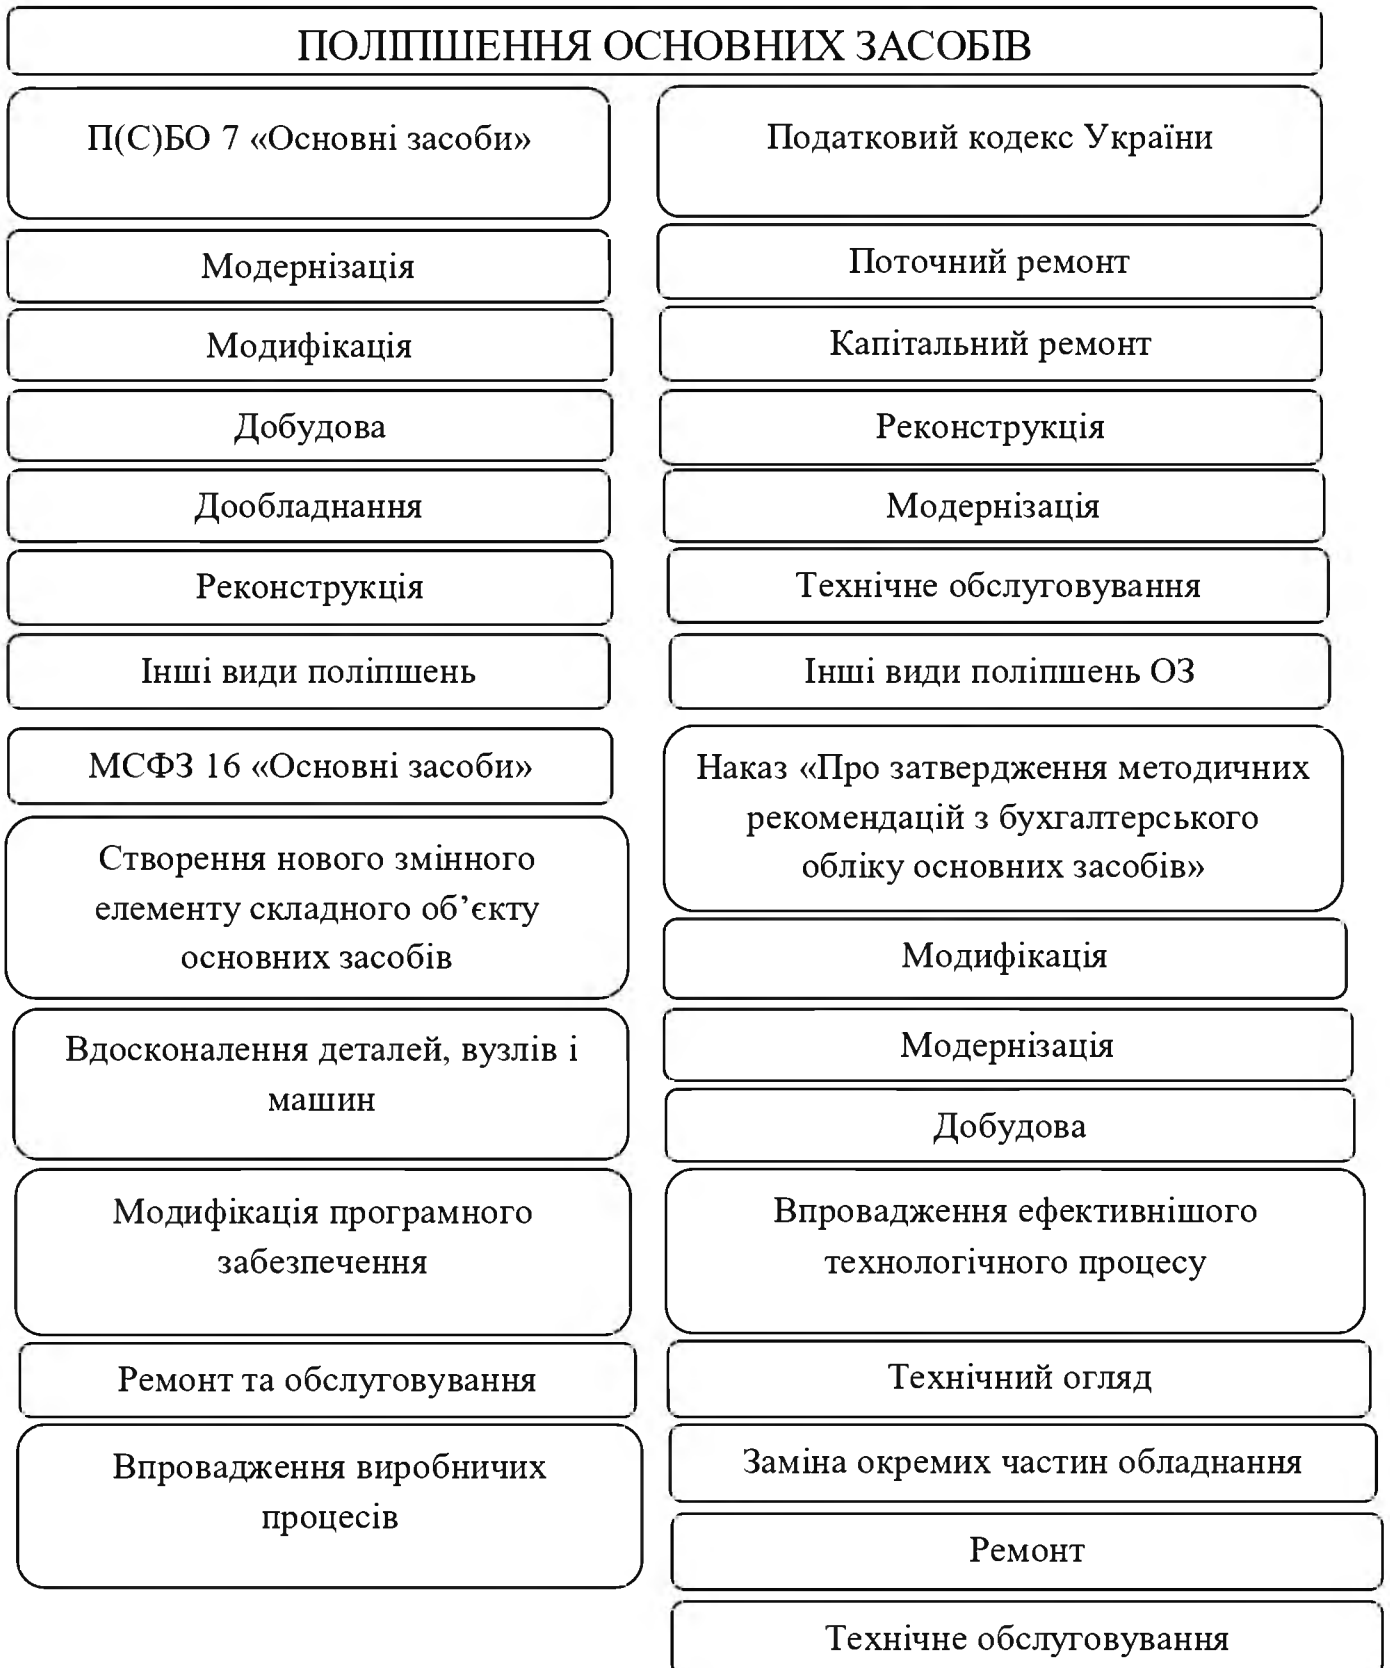 ПОЛІПШЕННЯ ОСНОВНИХ ЗАСОБІВ
П(С)БО 7 «Основні засоби»
Модернізація
Модифікація
Добудова
Дообладнання
Реконструкція
Інші види поліпшень
МСФЗ 16 «Основні засоби»
Створення нового змінного
елементу складного об’єкту
основних засобів
Вдосконалення деталей, вузлів і
машин
Модифікація програмного
забезпечення
Ремонт та обслуговування
Впровадження виробничих
процесів
Податковий кодекс України
Поточний ремонт
Капітальний ремонт
Реконструкція
Модернізація
Технічне обслуговування
Інші види поліпшень ОЗ
Наказ «Про затвердження методичних
рекомендацій з бухгалтерського
обліку основних засобів»
Модифікація
Модернізація
Добудова
Впровадження ефективнішого
технологічного процесу
Технічний огляд
Заміна окремих частин обладнання
Ремонт
Технічне обслуговування